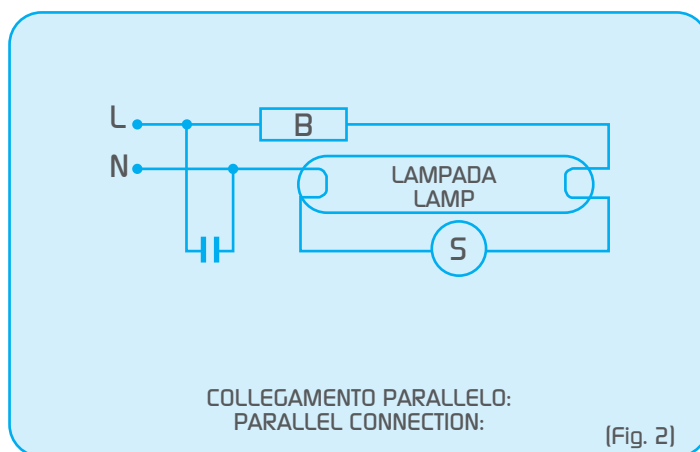 L
B
N
LAMPADA
LAMP
S
COLLEGAMENTO PARALLELO:
PARALLEL CONNECTION:
(Fig. 2)